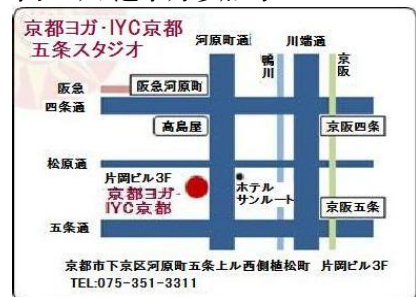 京都ヨガ・IYC京都
五条スタジオ
河原町通
川端通
鴨川
京阪
阪急
阪急河原町
四条通
高島屋
京阪四条
松原通
片岡ビル3F
京都ヨガ・
IYC京都
ホテル
サンルート
京阪五条
五条通
京都市下京区河原町五条上ル西側植松町 片岡ビル3F
TEL:075-351-3311